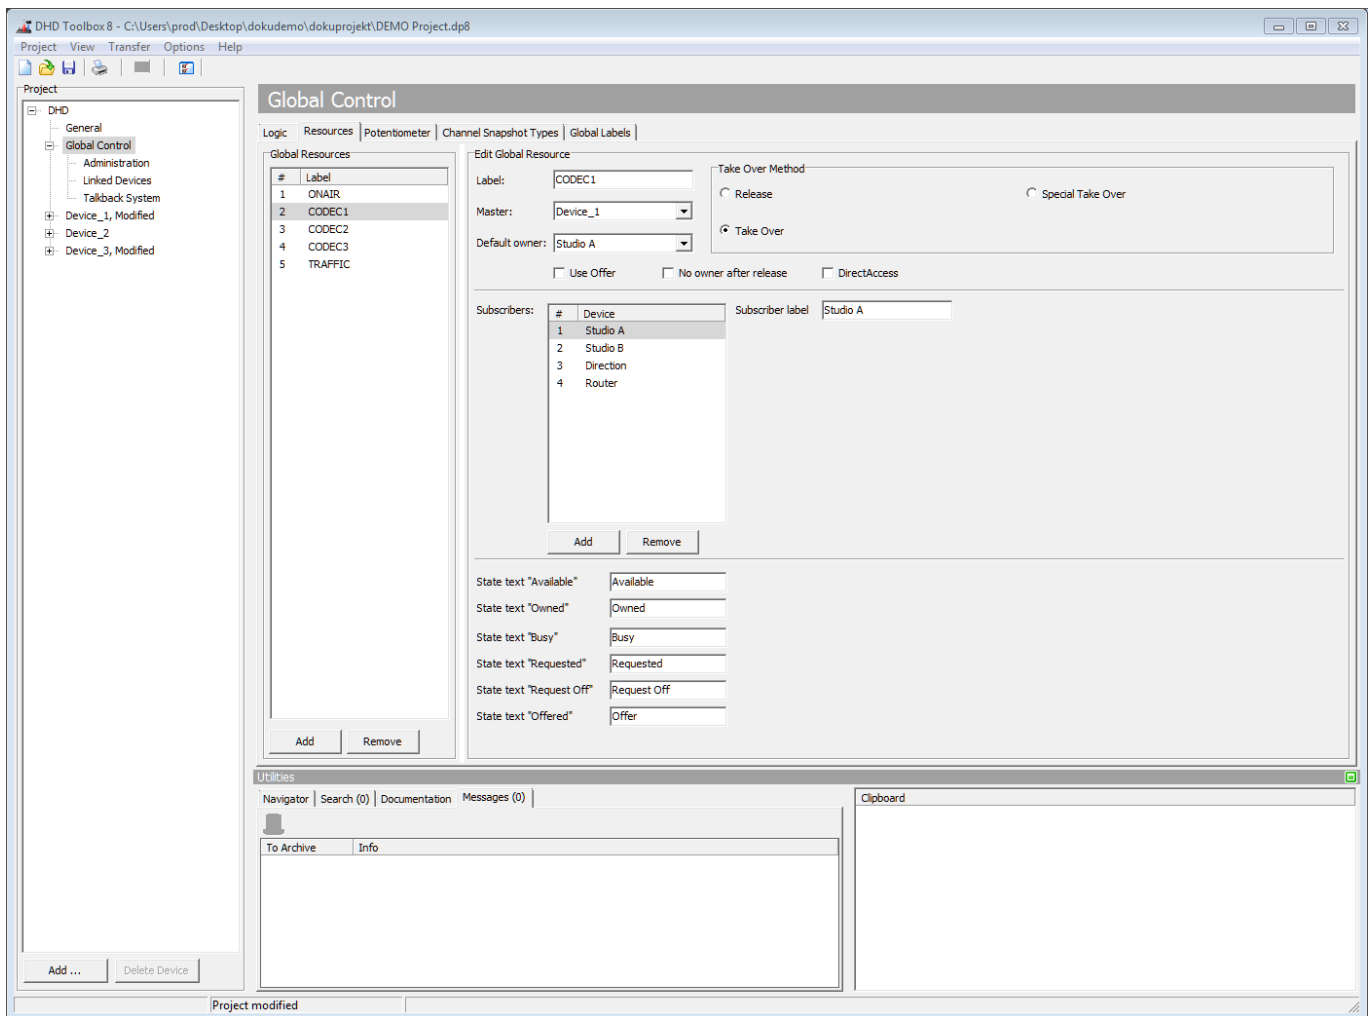 DHD Toolbox 8 - C:\Users\prod\Desktop\dokudemo\dokuprojekt\DEMO Project.dp8
Project View Transfer Options Help
Project
DHD
General
Global Control
Administration
Linked Devices
Talkback System
Device_1, Modified
Device_2
Device_3, Modified
Add ...
Delete Device
Global Control
Logic
Resources
Potentiometer
Channel Snapshot Types
Global Labels
Global Resources
# Label
1 ONAIR
2 CODEC1
3 CODEC2
4 CODEC3
5 TRAFFIC
Add
Remove
Edit Global Resource
Label: CODEC1
Master: Device_1
Default owner: Studio A
Take Over Method
Release
Special Take Over
Take Over
Use Offer
No owner after release
DirectAccess
Subscribers:
# Device
1 Studio A
2 Studio B
3 Direction
4 Router
Subscriber label Studio A
Add
Remove
State text "Available" Available
State text "Owned" Owned
State text "Busy" Busy
State text "Requested" Requested
State text "Request Off" Request Off
State text "Offered" Offer
Utilities
Navigator
Search (0)
Documentation
Messages (0)
To Archive Info
Clipboard
Project modified